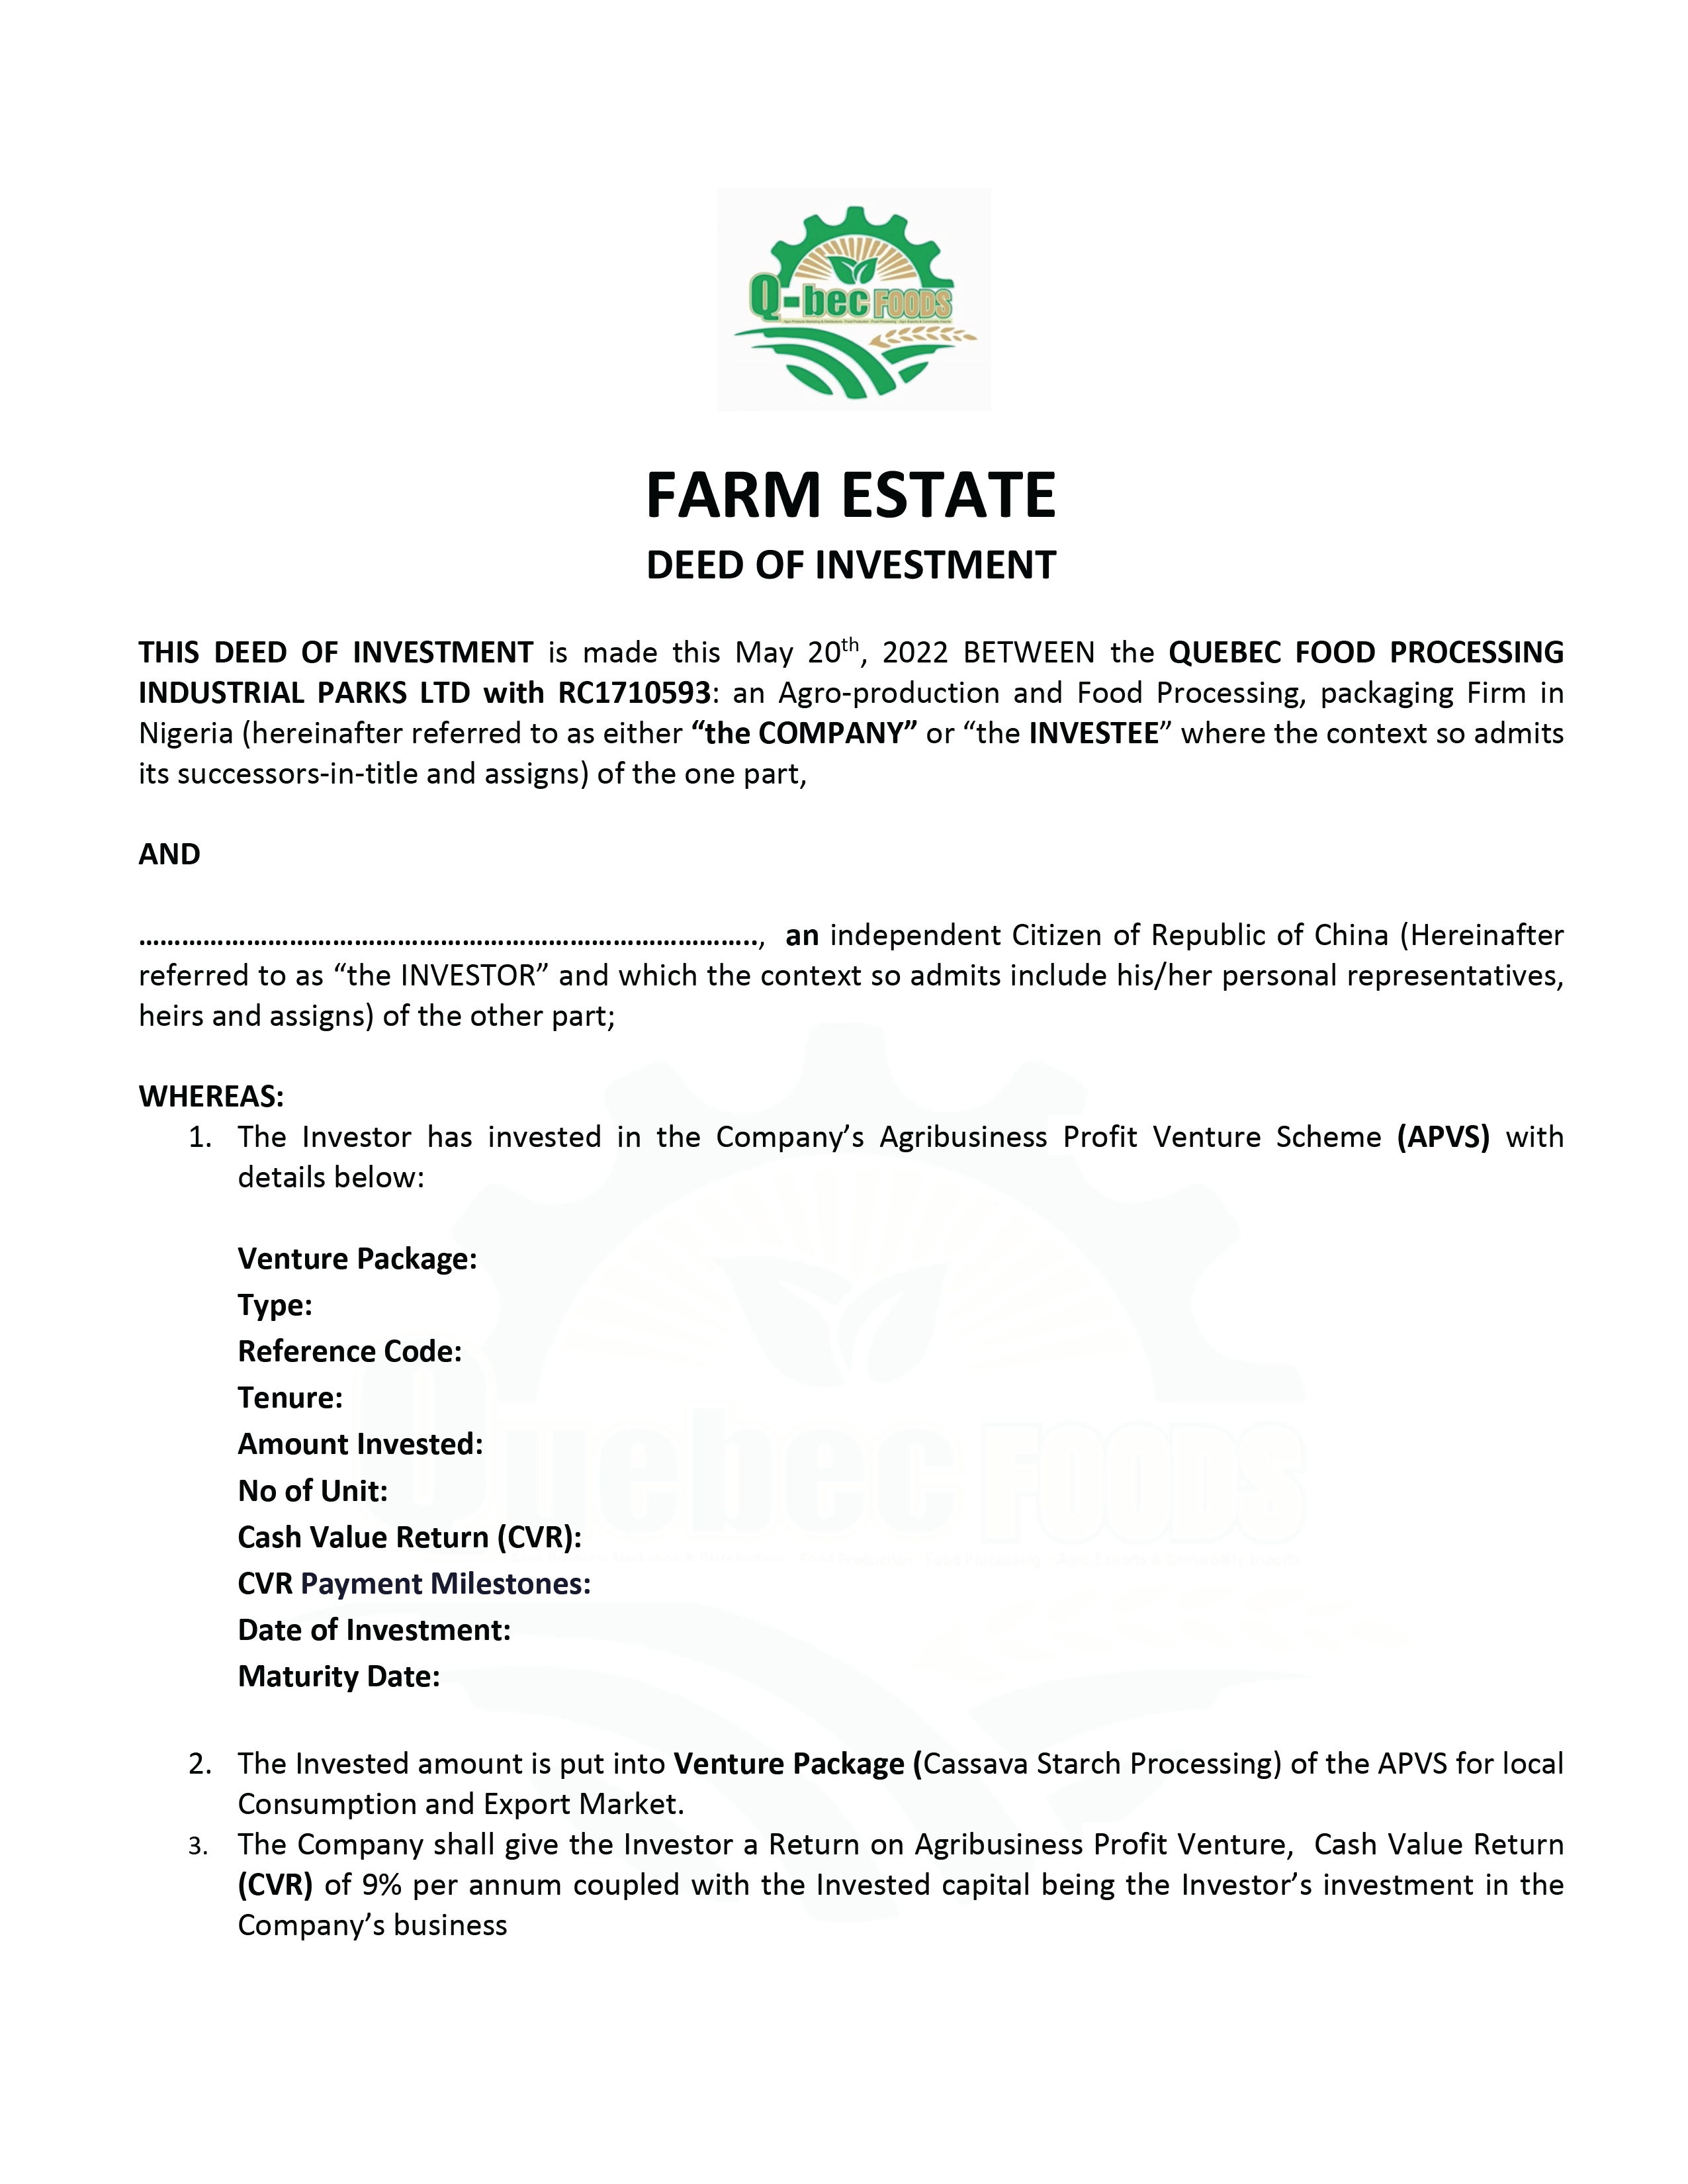 Q-bec FOODS
FARM ESTATE
DEED OF INVESTMENT
THIS DEED OF INVESTMENT is made this May 20th, 2022 BETWEEN the QUEBEC FOOD PROCESSING
INDUSTRIAL PARKS LTD with RC1710593: an Agro-production and Food Processing, packaging Firm in
Nigeria (hereinafter referred to as either “the COMPANY” or “the INVESTEE” where the context so admits
its successors-in-title and assigns) of the one part,
AND
…………………………………………………………………………..., an independent Citizen of Republic of China (Hereinafter
referred to as “the INVESTOR” and which the context so admits include his/her personal representatives,
heirs and assigns) of the other part;
WHEREAS:
1. The Investor has invested in the Company’s Agribusiness Profit Venture Scheme (APVS) with
details below:
Venture Package:
Type:
Reference Code:
Tenure:
Amount Invested:
No of Unit:
Cash Value Return (CVR):
CVR Payment Milestones:
Date of Investment:
Maturity Date:
Quebec FOODS
2. The Invested amount is put into Venture Package (Cassava Starch Processing) of the APVS for local
Consumption and Export Market.
3. The Company shall give the Investor a Return on Agribusiness Profit Venture, Cash Value Return
(CVR) of 9% per annum coupled with the Invested capital being the Investor’s investment in the
Company’s business